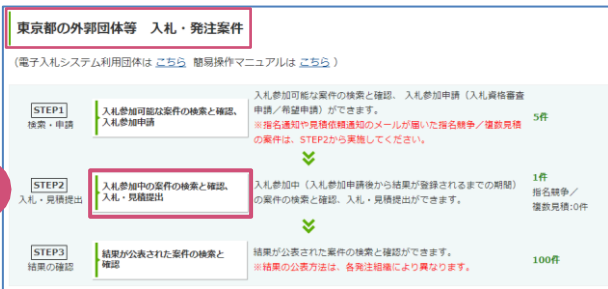 東京都の外郭団体等　入札・発注案件
(電子入札システム利用団体は こちら 簡易操作マニュアルは こちら )
STEP1
検索・申請
入札参加可能な案件の検索と確認、
入札参加申請
入札参加可能な案件の検索と確認、 入札参加申請（入札資格審査
申請／希望申請）ができます。
※指名通知や見積依頼通知のメールが届いた指名競争／複数見積
の案件は、STEP2から実施してください。
5件
STEP2
入札・見積提出
入札参加中の案件の検索と確認、
入札・見積提出
入札参加中（入札参加申請後から結果が登録されるまでの期間）
の案件の検索と確認、入札・見積提出ができます。
1件
指名競争／
複数見積:0件
STEP3
結果の確認
結果が公表された案件の検索と
確認
結果が公表された案件の検索と確認ができます。
※結果の公表方法は、各発注組織により異なります。
100件